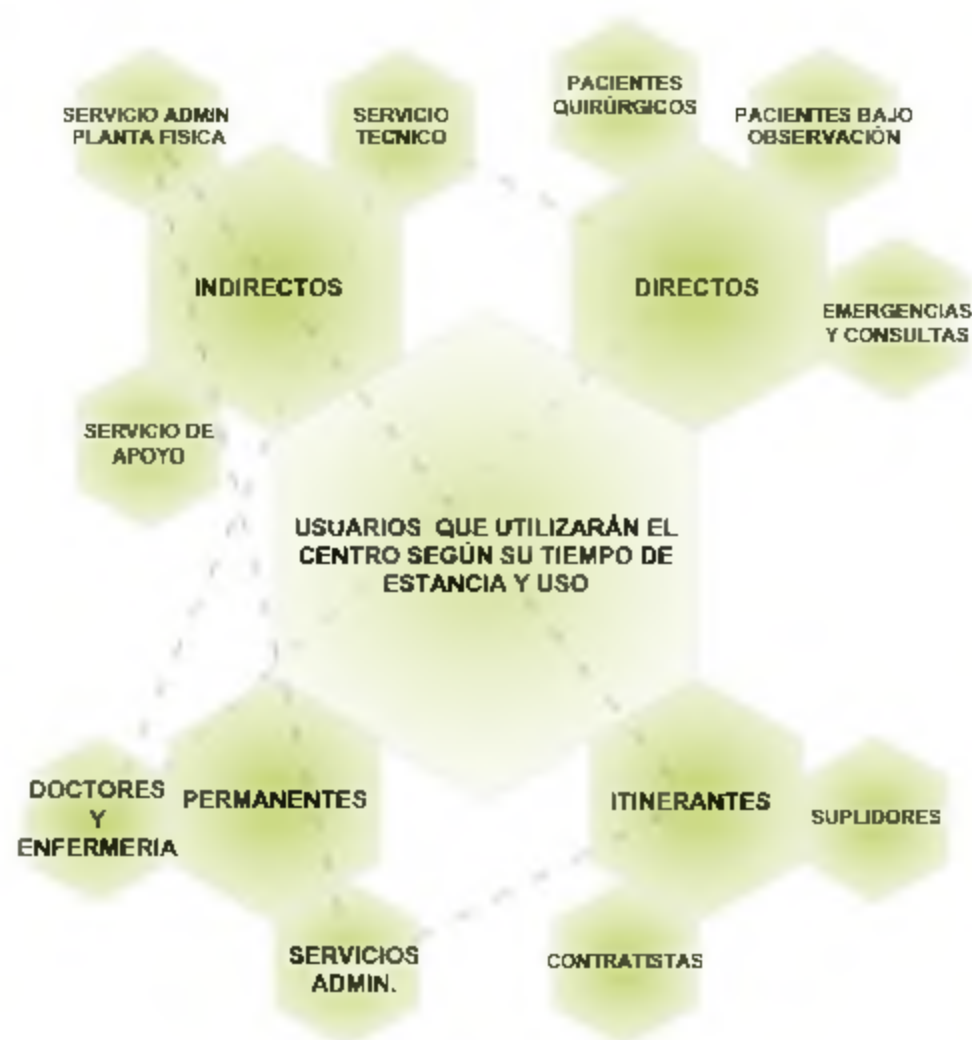 SERVICIO ADMIN
PLANTA FISICA
SERVICIO
TECNICO
PACIENTES
QUIRÚRGICOS
PACIENTES BAJO
OBSERVACIÓN
INDIRECTOS
DIRECTOS
EMERGENCIAS
Y CONSULTAS
SERVICIO DE
APOYO
USUARIOS QUE UTILIZARÁN EL
CENTRO SEGÚN SU TIEMPO DE
ESTANCIA Y USO
DOCTORES
Y
ENFERMERIA
PERMANENTES
ITINERANTES
SUPLIDORES
SERVICIOS
ADMIN.
CONTRATISTAS